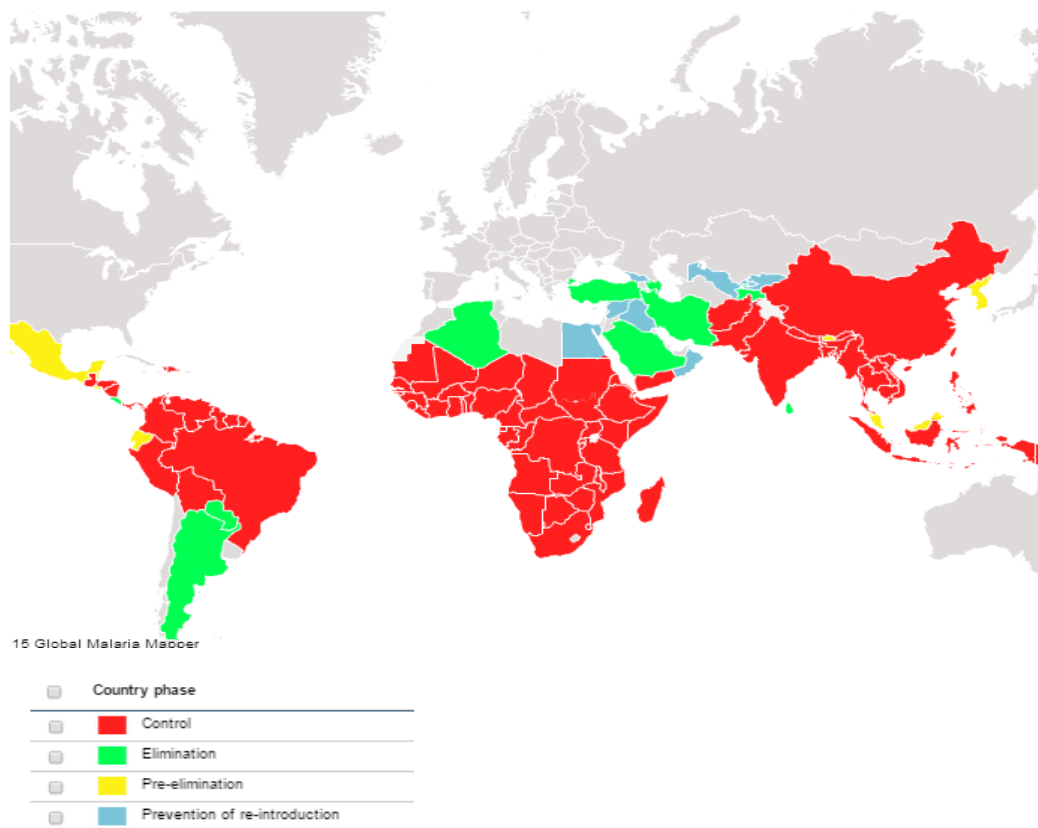 15 Global Malaria Mapper
Country phase
Control
Elimination
Pre-elimination
Prevention of re-introduction